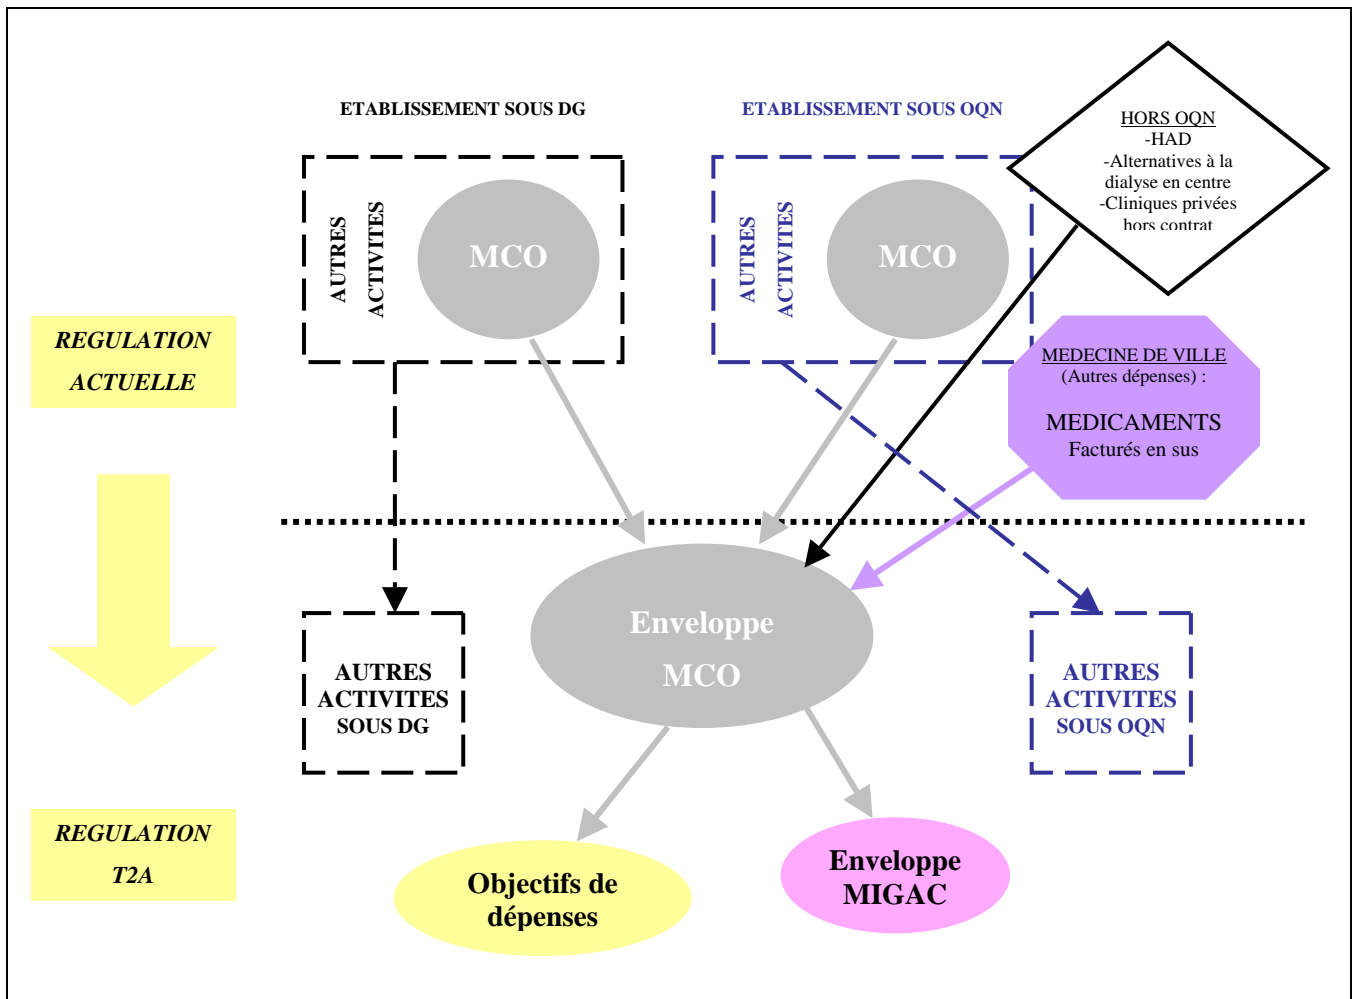 ETABLISSEMENT SOUS DG
ETABLISSEMENT SOUS OQN
HORS OQN
-HAD
-Alternatives à la
dialyse en centre
-Cliniques privées
hors contrat
AUTRES
ACTIVITES
MCO
AUTRES
ACTIVITES
MCO
REGULATION
ACTUELLE
MEDECINE DE VILLE
(Autres dépenses) :
MEDICAMENTS
Facturés en sus
Enveloppe
MCO
AUTRES
ACTIVITES
SOUS DG
AUTRES
ACTIVITES
SOUS OQN
REGULATION
T2A
Objectifs de
dépenses
Enveloppe
MIGAC